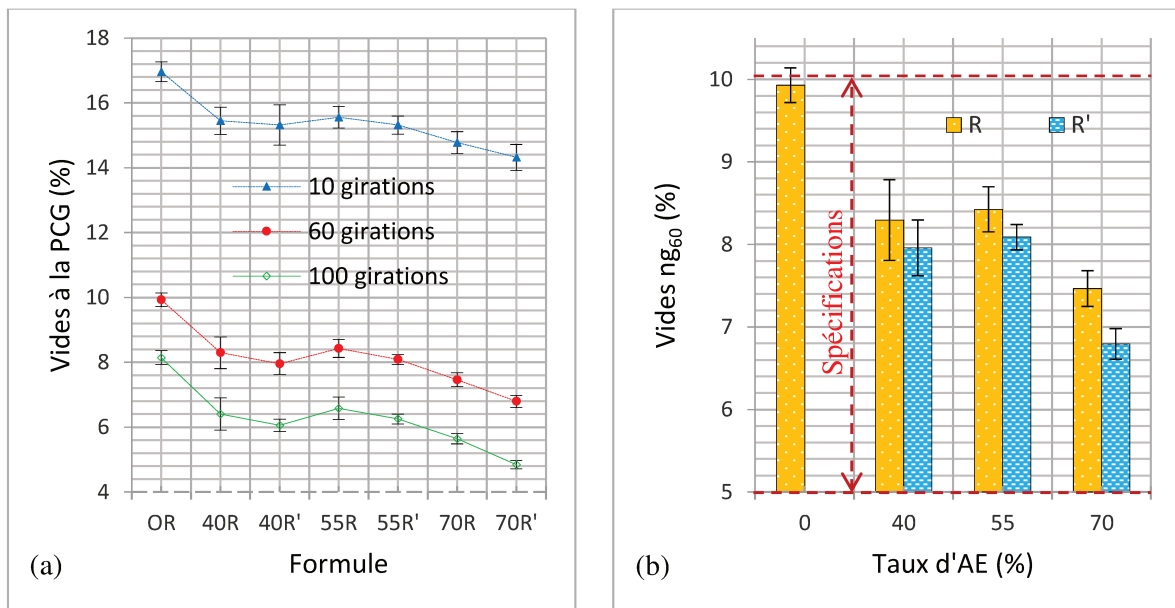 18
16
14
12
10
8
6
4
Vides à la PCG (%)
10 girations
60 girations
100 girations
OR 40R 40R' 55R 55R' 70R 70R'
Formule
(a)
10
9
8
7
6
5
Vides ng60 (%)
R R'
Spécifications
0 40 55 70
Taux d'AE (%)
(b)